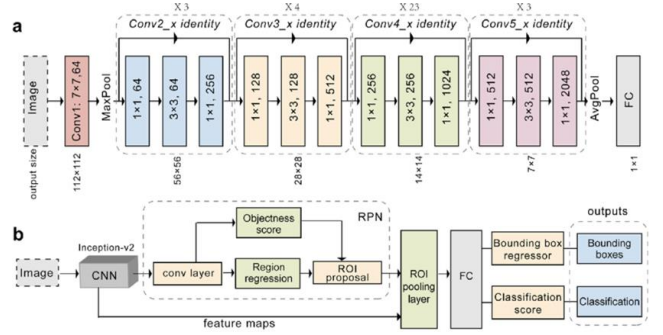 a
X 3
X 4
X 23
X 3
Conv2_x identity
Conv3_x identity
Conv4_x identity
Conv5_x identity
Image
Conv1: 7×7,64
MaxPool
1×1, 64
3×3, 64
1×1, 256
1×1, 128
3×3, 128
1×1, 512
1×1, 256
3×3, 256
1×1, 1024
1×1, 512
3×3, 512
1×1, 2048
AvgPool
FC
output size
112×112
56×56
28×28
14×14
7×7
1×1
b
RPN
outputs
Inception-v2
Image
CNN
conv layer
Objectness
score
Region
regression
ROI
proposal
feature maps
ROI
pooling
layer
FC
Bounding box
regressor
Bounding
boxes
Classification
score
Classification